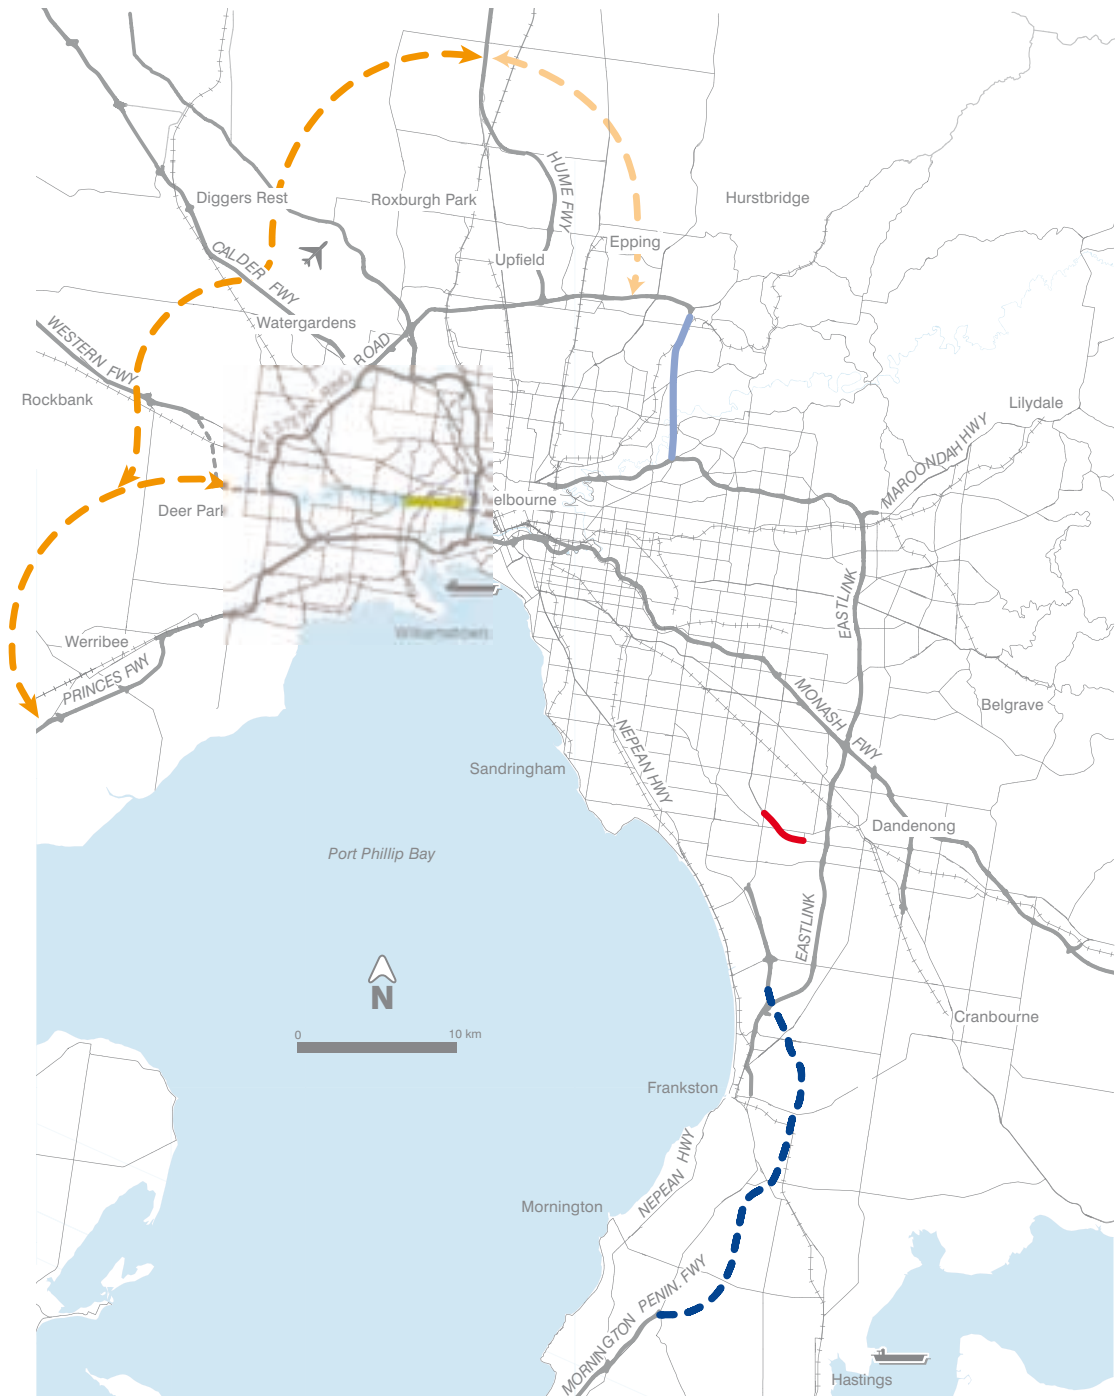 Diggers Rest
Roxburgh Park
HUME FWY
Hurstbridge
Epping
Upfield
CALDER FWY
Watergardens
ROAD
WESTERN FWY
Rockbank
Lilydale
MAROONDAH HWY
elbourne
Deer Park
EASTLINK
Werribee
PRINCES FWY
Williamstown
Belgrave
MONASH FWY
NEPEAN HWY
Sandringham
Dandenong
Port Phillip Bay
EASTLINK
N
0 10 km
Cranbourne
Frankston
NEPEAN HWY
Mornington
MORNINGTON PENIN. FWY
Hastings